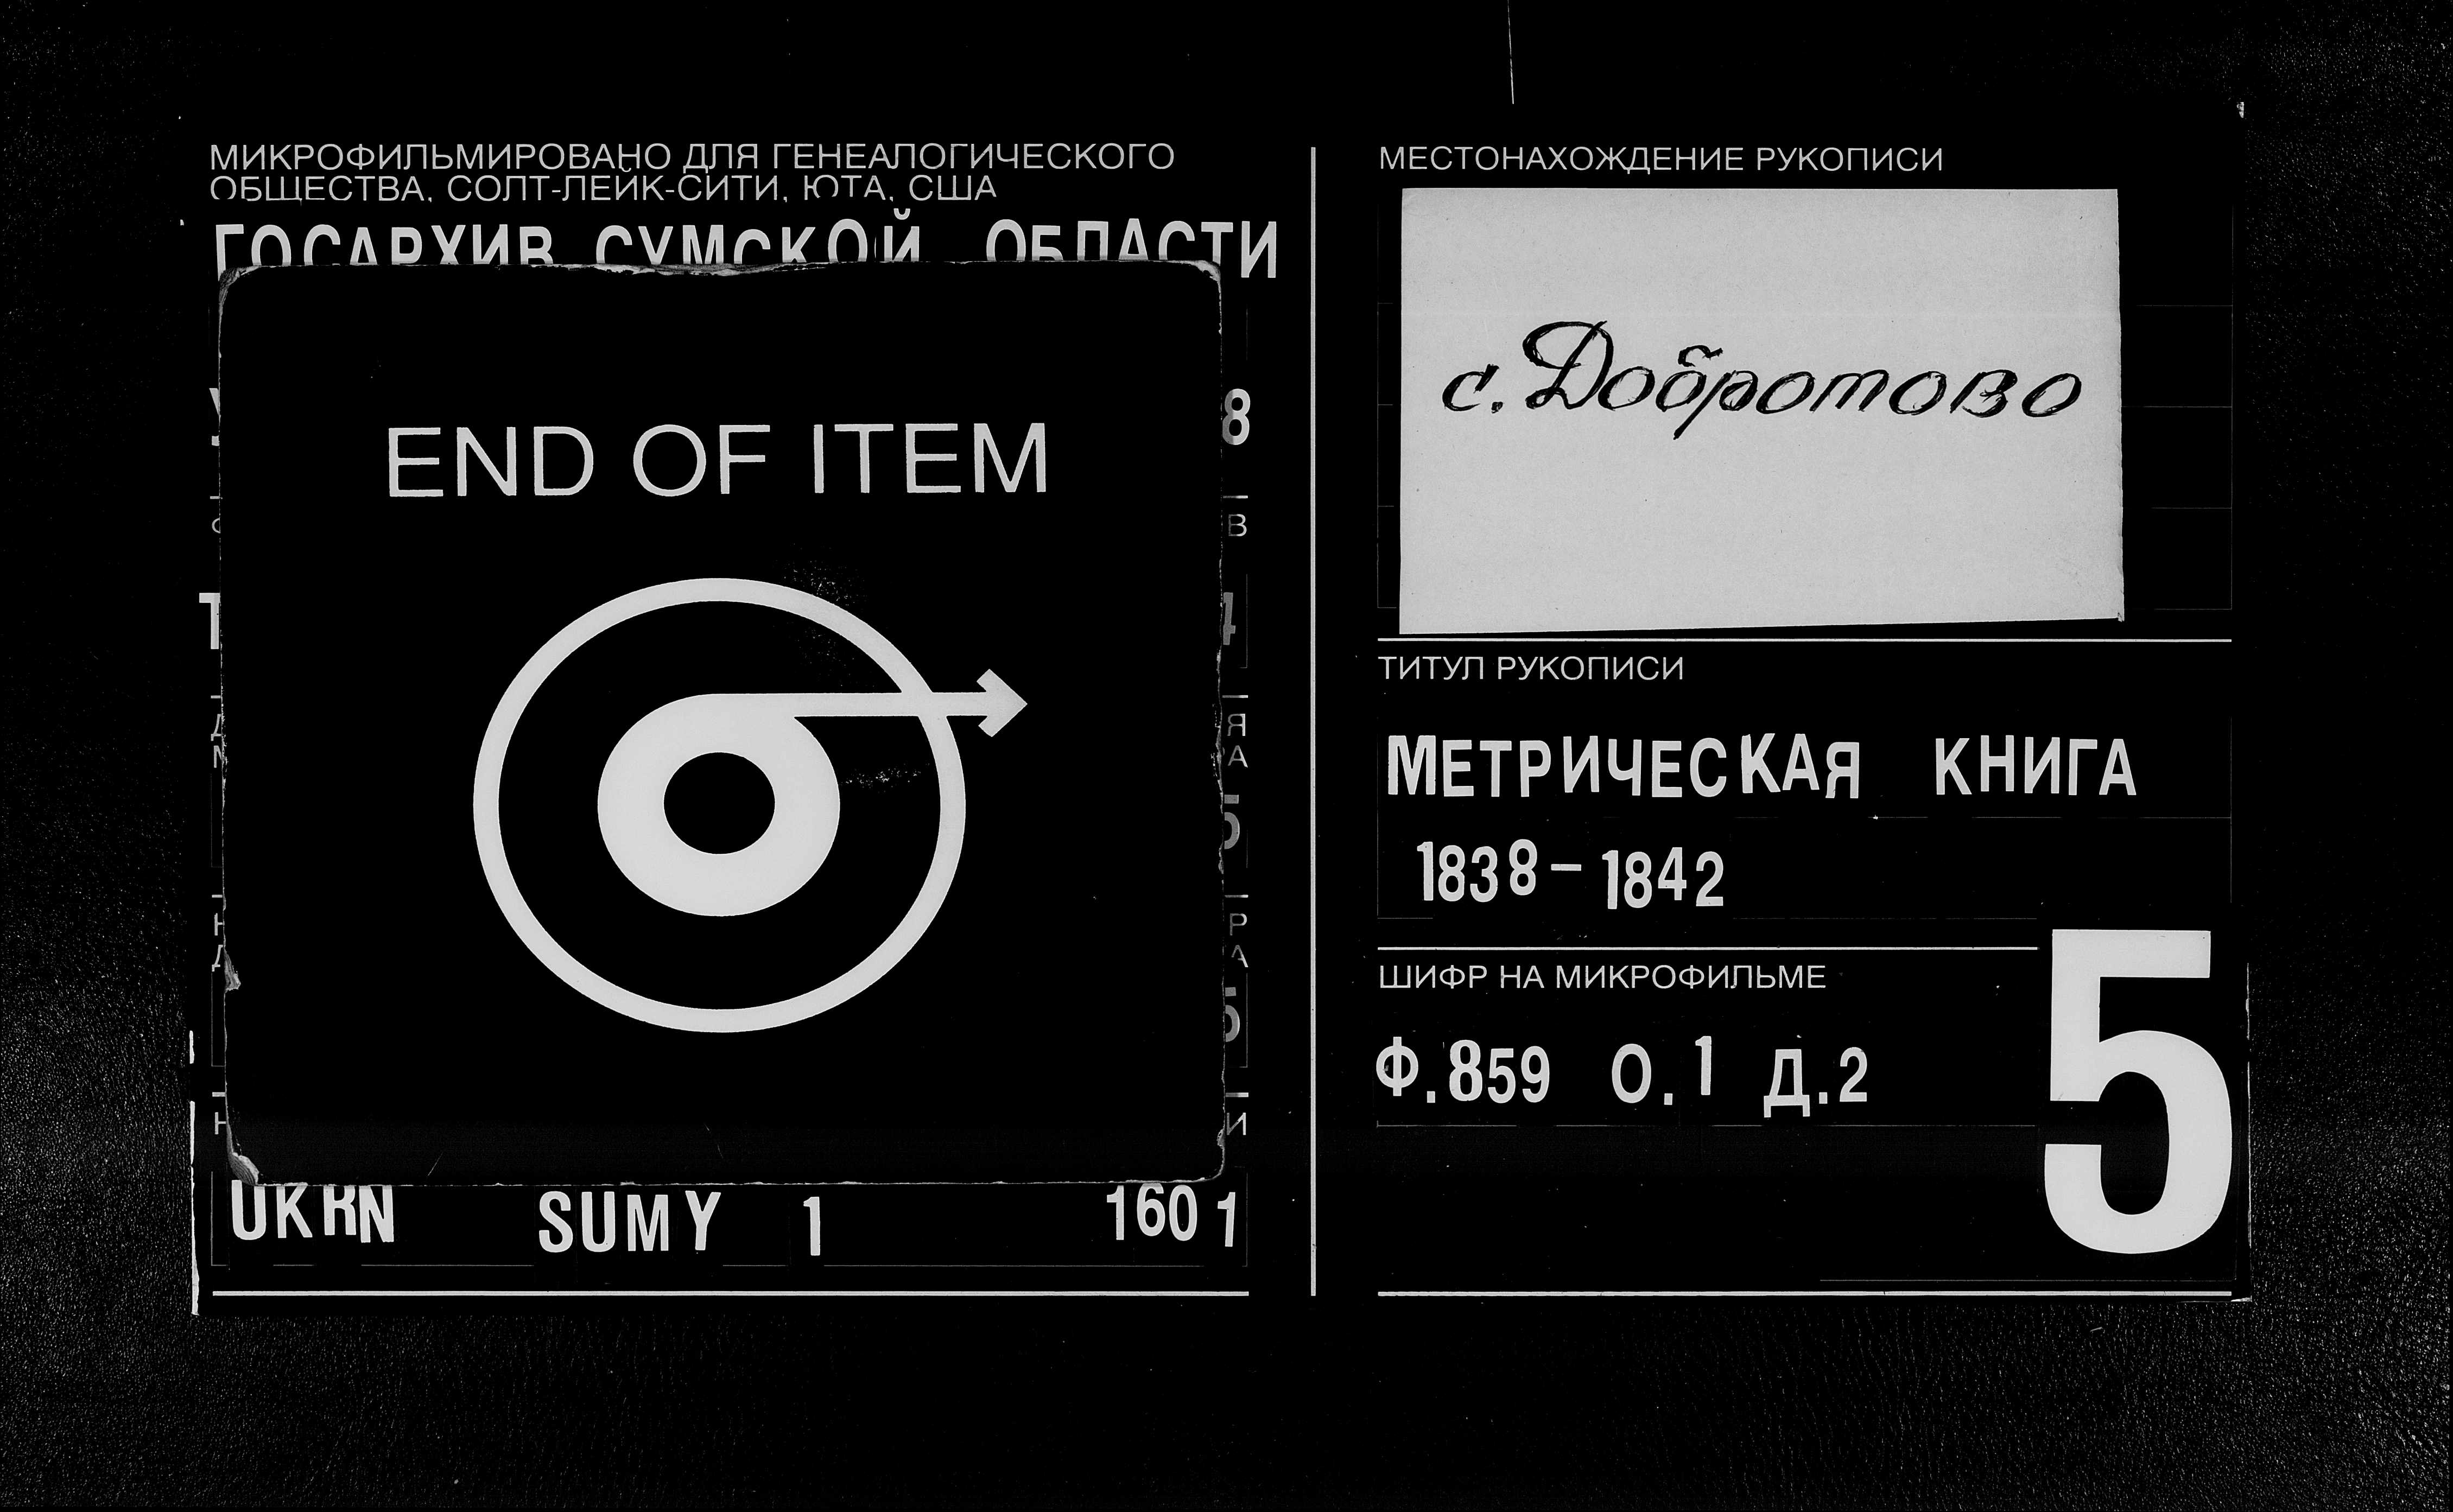 МИКРОФИЛЬМИРОВАНО ДЛЯ ГЕНЕАЛОГИЧЕСКОГО
ОБЩЕСТВА, СОЛТ-ЛЕЙК-СИТИ, ЮТА, США
ГОСАРХИВ СУМСКОЙ ОБЛАСТИ
END OF ITEM
UKRN SUMY 1 1601
МЕСТОНАХОЖДЕНИЕ РУКОПИСИ
с. Добротово
ТИТУЛ РУКОПИСИ
МЕТРИЧЕСКАЯ КНИГА
1838-1842
ШИФР НА МИКРОФИЛЬМЕ
Ф.859 О.1 Д.2
5